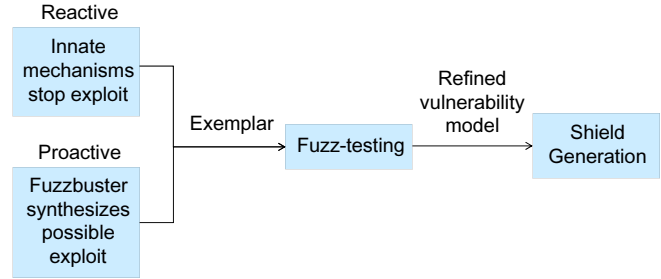 Reactive
Innate
mechanisms
stop exploit
Proactive
Fuzzbuster
synthesizes
possible
exploit
Exemplar
Fuzz-testing
Refined
vulnerability
model
Shield
Generation